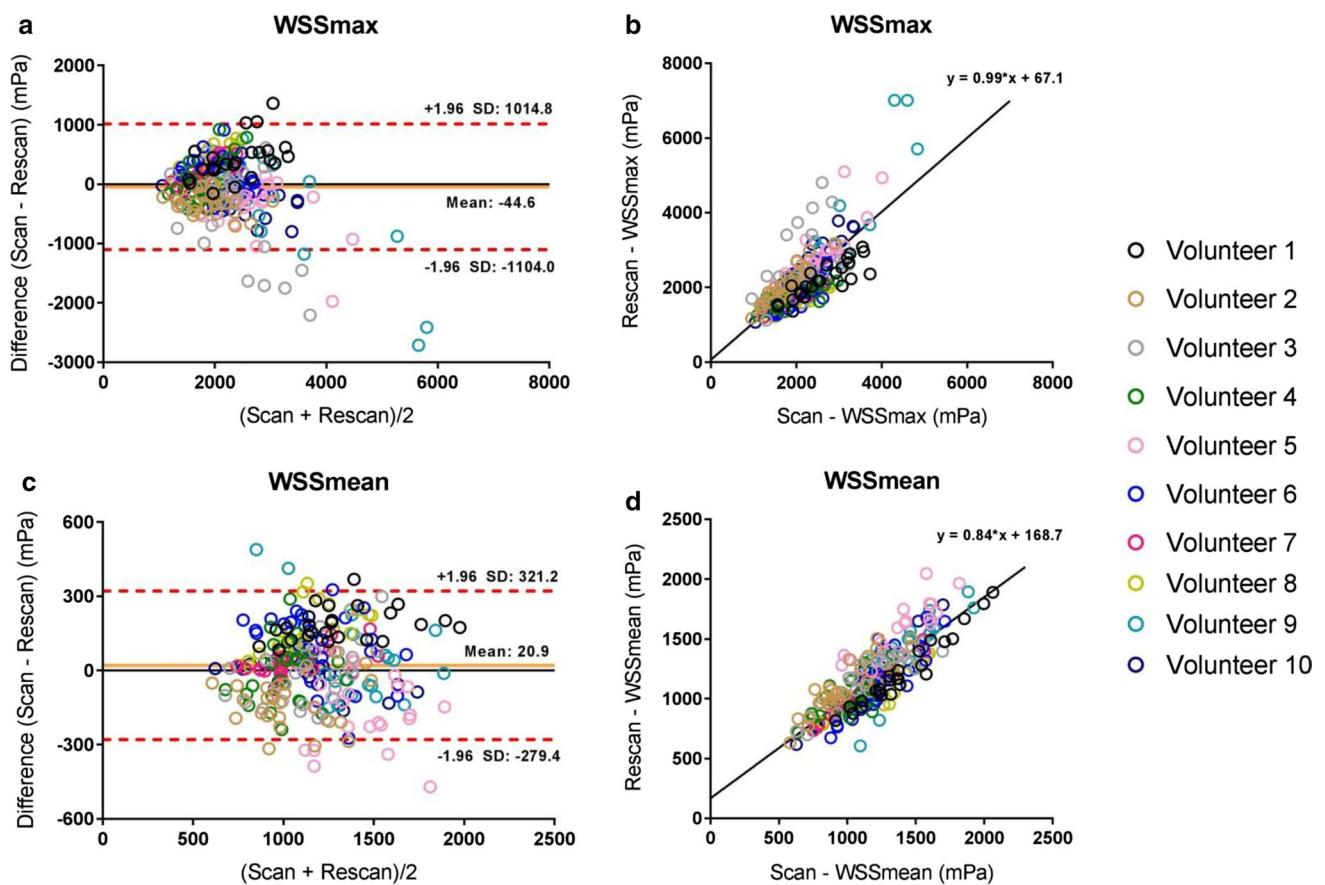 a
WSSmax
Difference (Scan - Rescan) (mPa)
2000
1000
0
-1000
-2000
-3000
+1.96 SD: 1014.8
Mean: -44.6
-1.96 SD: -1104.0
0 2000 4000 6000 8000
(Scan + Rescan)/2
b
WSSmax
Rescan - WSSmax (mPa)
8000
6000
4000
2000
0
y = 0.99*x + 67.1
0 2000 4000 6000 8000
Scan - WSSmax (mPa)
c
WSSmean
Difference (Scan - Rescan) (mPa)
600
300
0
-300
-600
+1.96 SD: 321.2
Mean: 20.9
-1.96 SD: -279.4
0 500 1000 1500 2000 2500
(Scan + Rescan)/2
d
WSSmean
Rescan - WSSmean (mPa)
2500
2000
1500
1000
500
0
y = 0.84*x + 168.7
0 500 1000 1500 2000 2500
Scan - WSSmean (mPa)
Volunteer 1
Volunteer 2
Volunteer 3
Volunteer 4
Volunteer 5
Volunteer 6
Volunteer 7
Volunteer 8
Volunteer 9
Volunteer 10